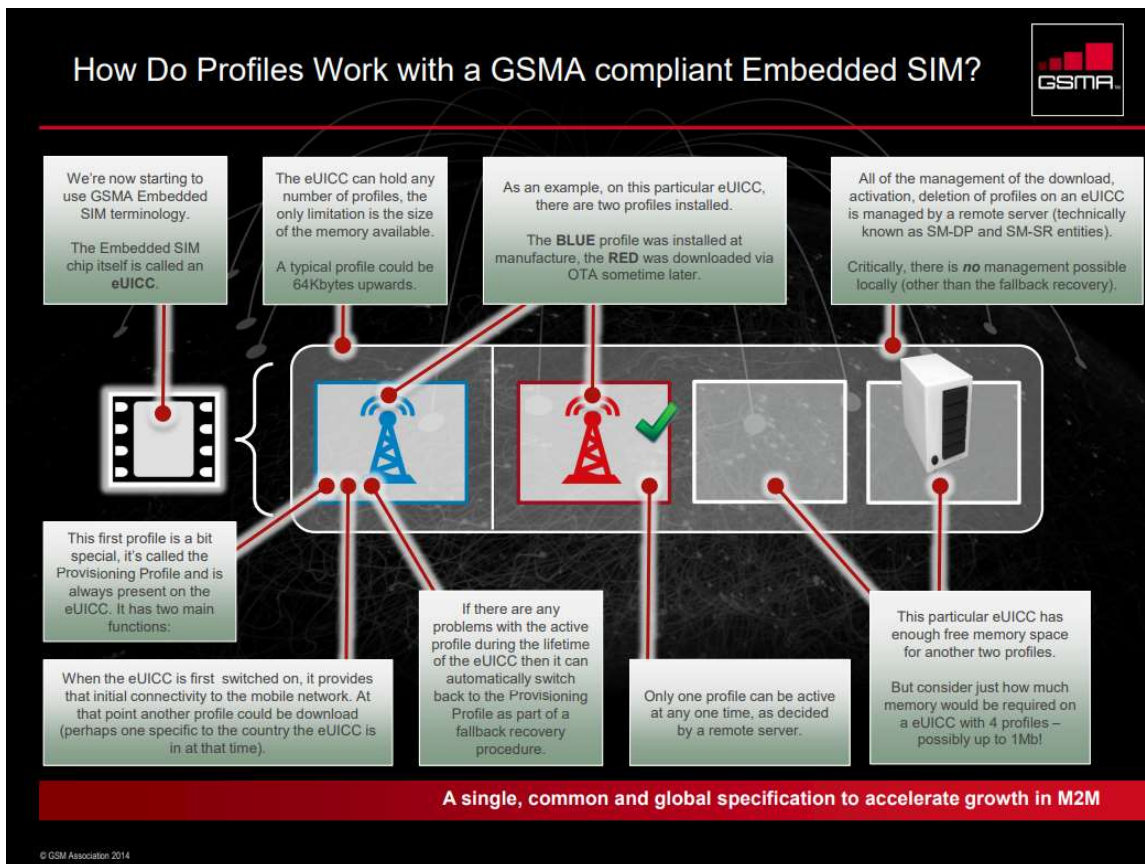 How Do Profiles Work with a GSMA compliant Embedded SIM?
GSMA™
We're now starting to
use GSMA Embedded
SIM terminology.
The Embedded SIM
chip itself is called an
eUICC.
The eUICC can hold any
number of profiles, the
only limitation is the size
of the memory available.
A typical profile could be
64Kbytes upwards.
As an example, on this particular eUICC,
there are two profiles installed.
The BLUE profile was installed at
manufacture, the RED was downloaded via
OTA sometime later.
All of the management of the download,
activation, deletion of profiles on an eUICC
is managed by a remote server (technically
known as SM-DP and SM-SR entities).
Critically, there is no management possible
locally (other than the fallback recovery).
This first profile is a bit
special, it's called the
Provisioning Profile and is
always present on the
eUICC. It has two main
functions:
When the eUICC is first switched on, it provides
that initial connectivity to the mobile network. At
that point another profile could be download
(perhaps one specific to the country the eUICC is
in at that time).
If there are any
problems with the active
profile during the lifetime
of the eUICC then it can
automatically switch
back to the Provisioning
Profile as part of a
fallback recovery
procedure.
Only one profile can be active
at any one time, as decided
by a remote server.
This particular eUICC has
enough free memory space
for another two profiles.
But consider just how much
memory would be required on
a eUICC with 4 profiles –
possibly up to 1Mb!
A single, common and global specification to accelerate growth in M2M
© GSM Association 2014